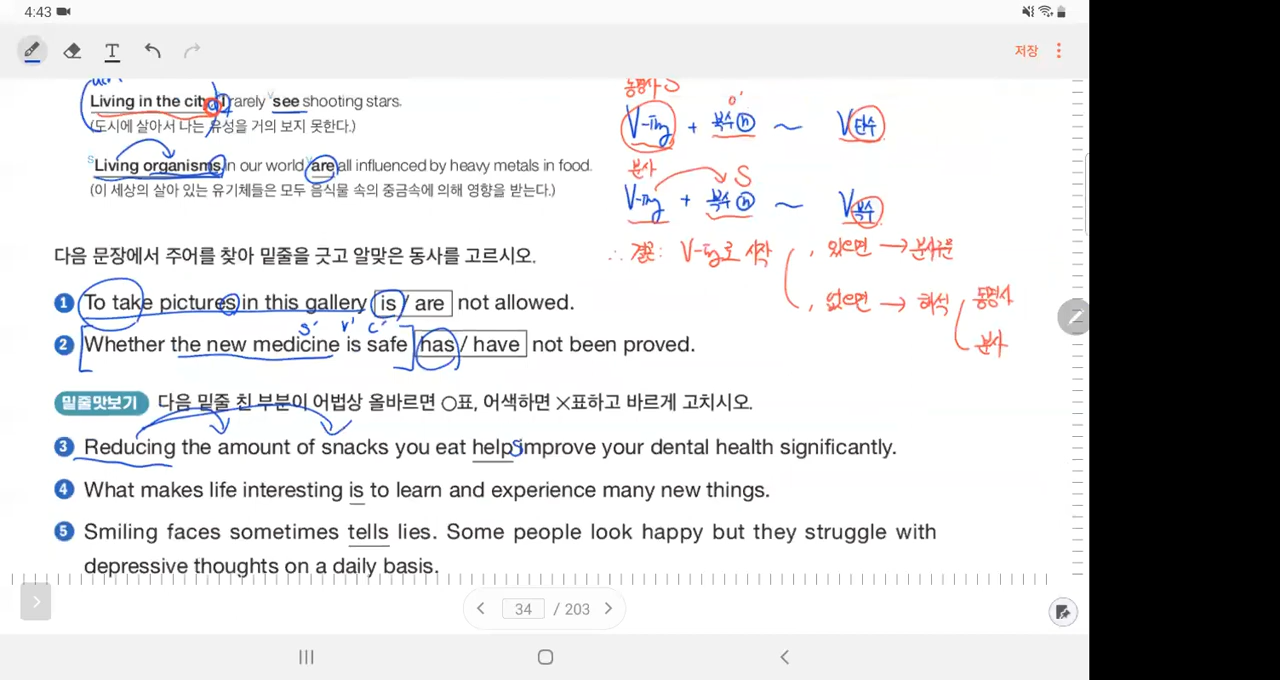 4:43
저장
Living in the city, I rarely see shooting stars.
(도시에 살아서 나는 유성을 거의 보지 못한다.)
S Living organisms in our world V are all influenced by heavy metals in food.
(이 세상의 살아 있는 유기체들은 모두 음식물 속의 중금속에 의해 영향을 받는다.)
동명사 S
O'
V-ing + 복수 n ~ V단수
분사 S
V-ing + 복수 n ~ V복수
∴ 결론: V-ing로 시작
, 있으면 → 분사구문
, 없으면 → 해석
동명사
분사
다음 문장에서 주어를 찾아 밑줄을 긋고 알맞은 동사를 고르시오.
1 To take pictures in this gallery is / are not allowed.
S' V' C'
2 Whether the new medicine is safe has / have not been proved.
밑줄맛보기 다음 밑줄 친 부분이 어법상 올바르면 ○표, 어색하면 ×표하고 바르게 고치시오.
3 Reducing the amount of snacks you eat helps improve your dental health significantly.
4 What makes life interesting is to learn and experience many new things.
5 Smiling faces sometimes tells lies. Some people look happy but they struggle with
depressive thoughts on a daily basis.
34 / 203